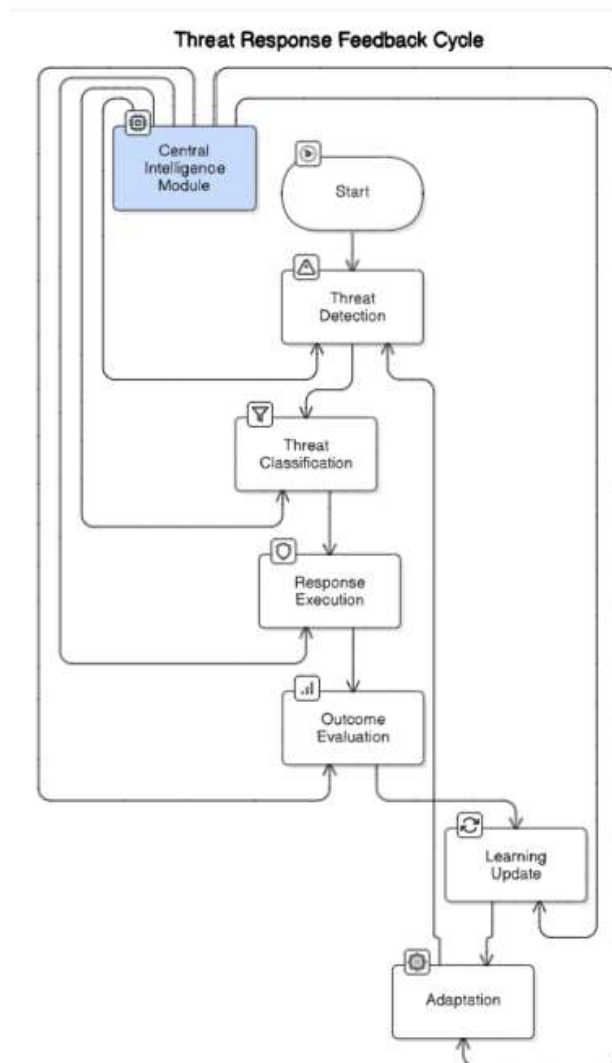 Threat Response Feedback Cycle
Central
Intelligence
Module
Start
Threat
Detection
Threat
Classification
Response
Execution
Outcome
Evaluation
Learning
Update
Adaptation